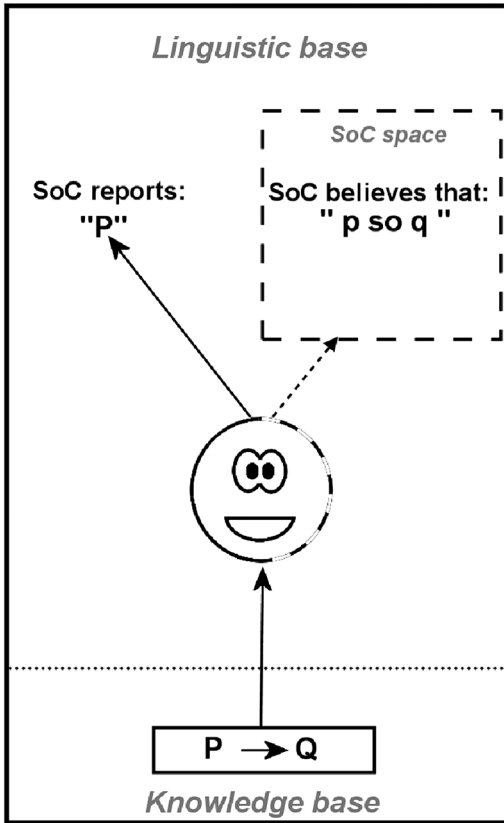 Linguistic base
SoC space
SoC reports:
"P"
SoC believes that:
" p so q "
P → Q
Knowledge base